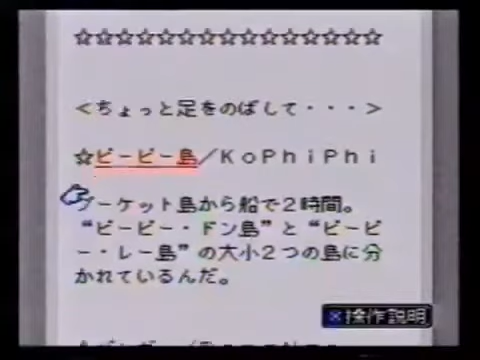 ☆☆☆☆☆☆☆☆☆☆☆☆☆☆☆
<ちょっと足をのばして・・・>
☆ピーピー島／ＫｏＰｈｉＰｈｉ
プーケット島から船で２時間。
“ピーピー・ドン島”と“ピーピ
ー・レー島”の大小２つの島に分
かれているんだ。
※操作説明